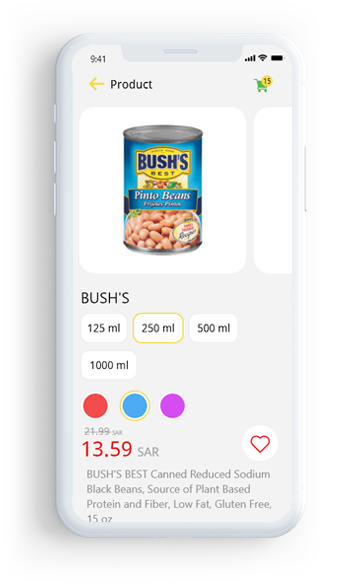 9:41
Product
15
BUSH'S
BEST
Pinto Beans
Frijoles Pintos
Recipe
BUSH'S
125 ml
250 ml
500 ml
1000 ml
21.99 SAR
13.59 SAR
BUSH'S BEST Canned Reduced Sodium
Black Beans, Source of Plant Based
Protein and Fiber, Low Fat, Gluten Free,
15 oz